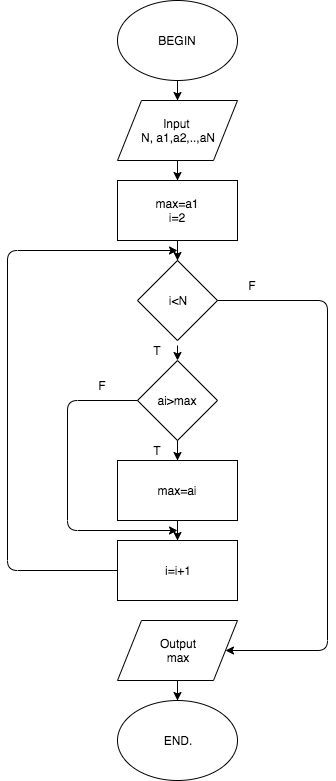 BEGIN
Input
N, a1,a2,..,aN
max=a1
i=2
i<N
F
T
ai>max
F
T
max=ai
i=i+1
Output
max
END.